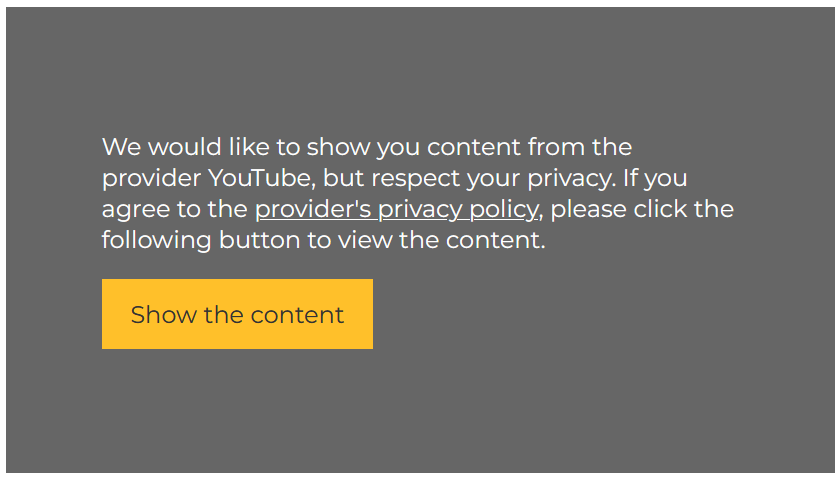 We would like to show you content from the
provider YouTube, but respect your privacy. If you
agree to the provider's privacy policy, please click the
following button to view the content.
Show the content